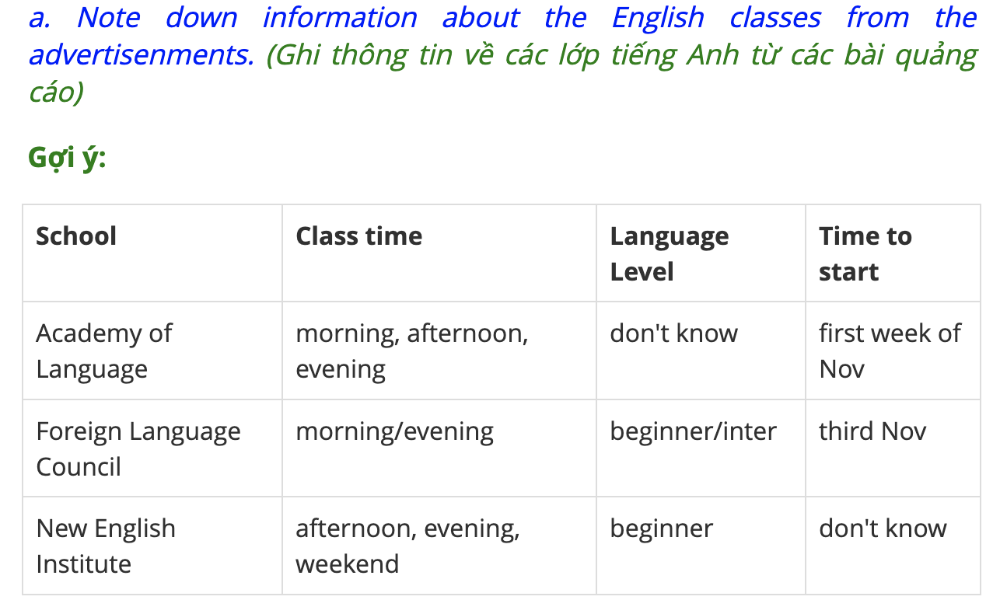 a. Note down information about the English classes from the
advertisenments. (Ghi thông tin về các lớp tiếng Anh từ các bài quảng
cáo)
Gợi ý:
School
Class time
Language
Level
Time to
start
Academy of
Language
morning, afternoon,
evening
don't know
first week of
Nov
Foreign Language
Council
morning/evening
beginner/inter
third Nov
New English
Institute
afternoon, evening,
weekend
beginner
don't know